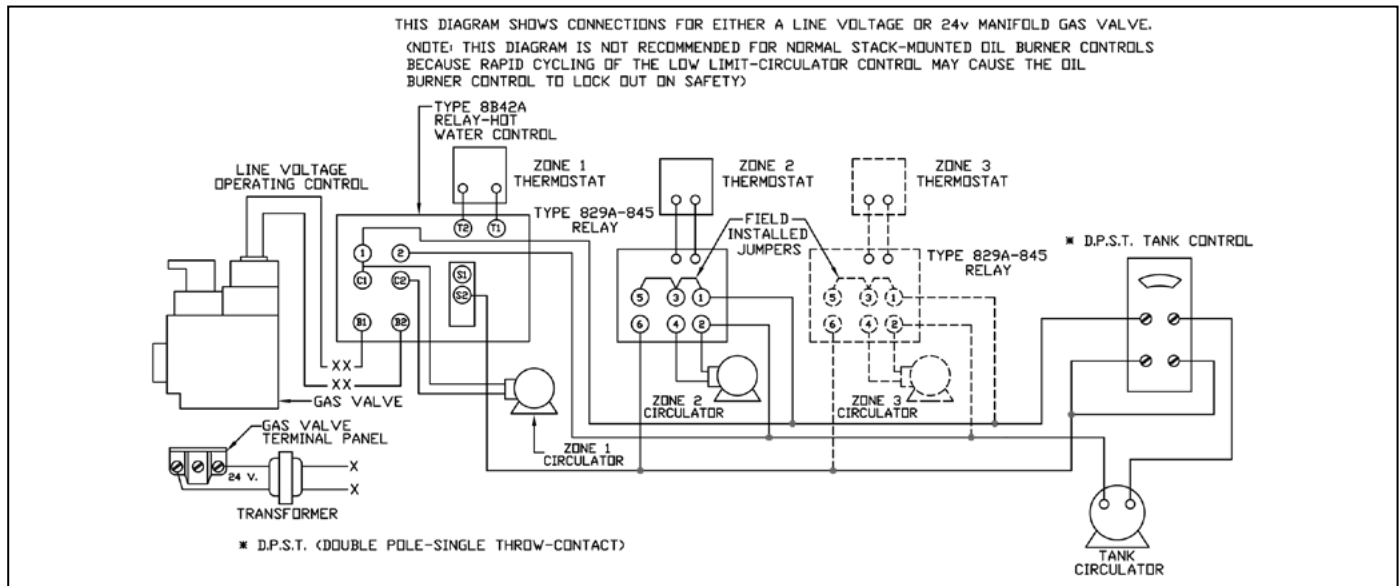 THIS DIAGRAM SHOWS CONNECTIONS FOR EITHER A LINE VOLTAGE OR 24v MANIFOLD GAS VALVE.
(NOTE: THIS DIAGRAM IS NOT RECOMMENDED FOR NORMAL STACK-MOUNTED OIL BURNER CONTROLS
BECAUSE RAPID CYCLING OF THE LOW LIMIT-CIRCULATOR CONTROL MAY CAUSE THE OIL
BURNER CONTROL TO LOCK OUT ON SAFETY)
TYPE 8B42A
RELAY-HOT
WATER CONTROL
LINE VOLTAGE
OPERATING CONTROL
ZONE 1
THERMOSTAT
ZONE 2
THERMOSTAT
ZONE 3
THERMOSTAT
TYPE 829A-845
RELAY
FIELD
INSTALLED
JUMPERS
TYPE 829A-845
RELAY
* D.P.S.T. TANK CONTROL
T2 T1
1 2
C1 C2
S1
S2
B1 B2
5 3 1
6 4 2
5 3 1
6 4 2
XX
XX
GAS VALVE
ZONE 2
CIRCULATOR
ZONE 3
CIRCULATOR
GAS VALVE
TERMINAL PANEL
ZONE 1
CIRCULATOR
24 V.
X
X
TRANSFORMER
* D.P.S.T. (DOUBLE POLE-SINGLE THROW-CONTACT)
TANK
CIRCULATOR